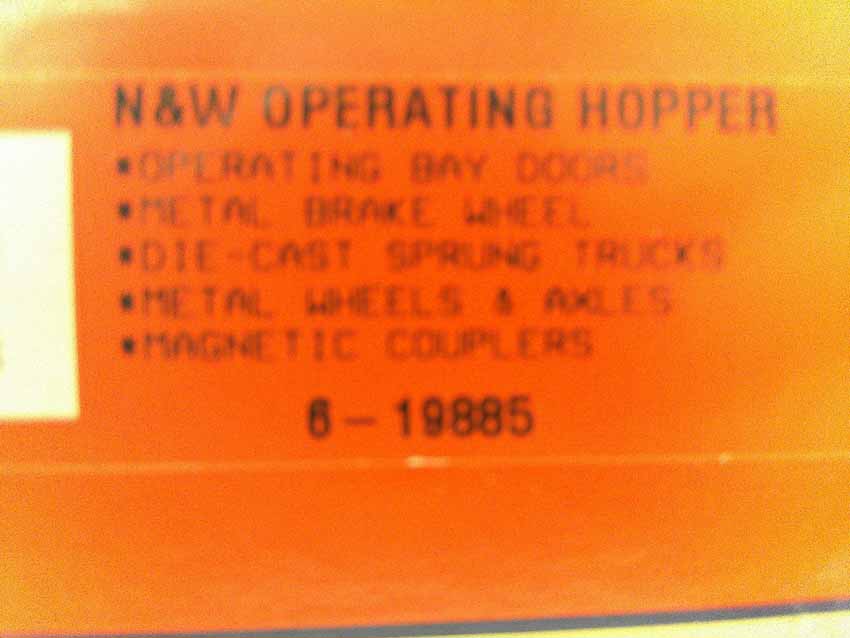 N&W OPERATING HOPPER
•OPERATING BAY DOORS
•METAL BRAKE WHEEL
•DIE-CAST SPRUNG TRUCKS
•METAL WHEELS & AXLES
•MAGNETIC COUPLERS
6-19885